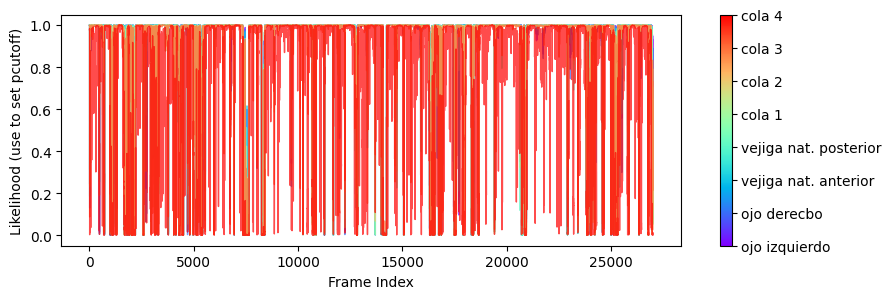 Likelihood (use to set pcutoff)
1.0
0.8
0.6
0.4
0.2
0.0
0
5000
10000
15000
20000
25000
Frame Index
cola 4
cola 3
cola 2
cola 1
vejiga nat. posterior
vejiga nat. anterior
ojo derecbo
ojo izquierdo